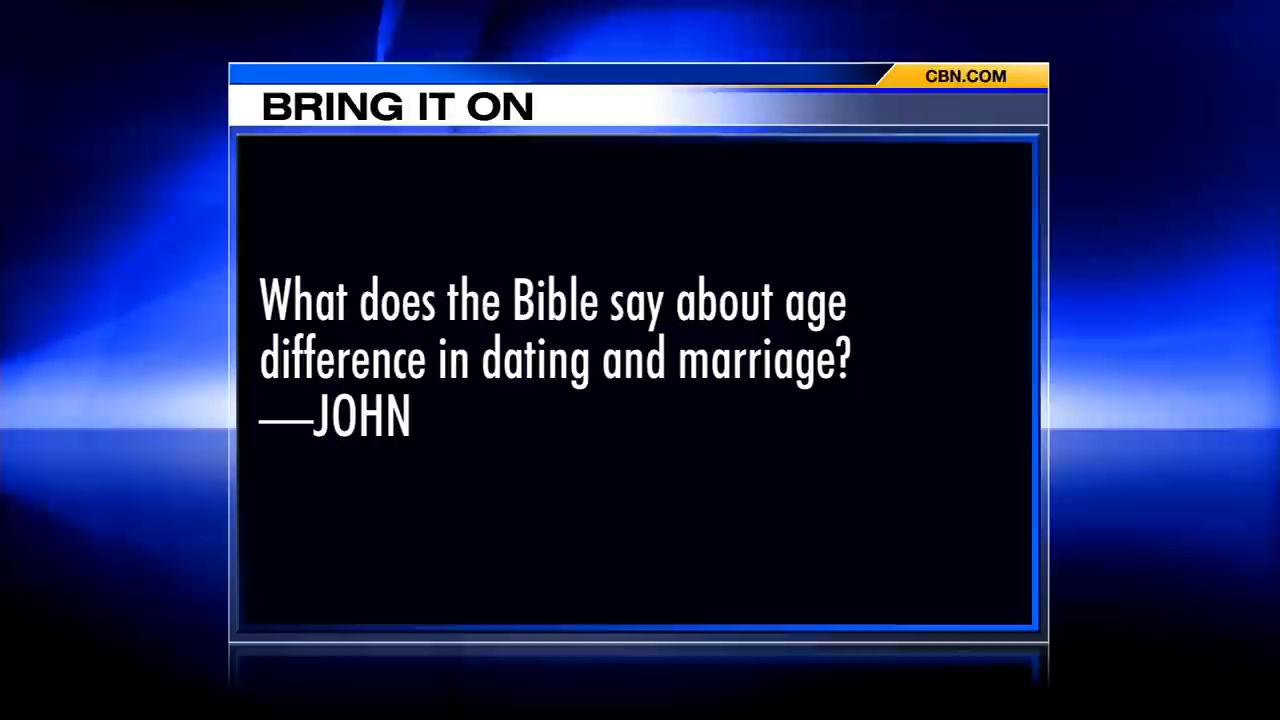 CBN.COM
BRING IT ON
What does the Bible say about age
difference in dating and marriage?
—JOHN